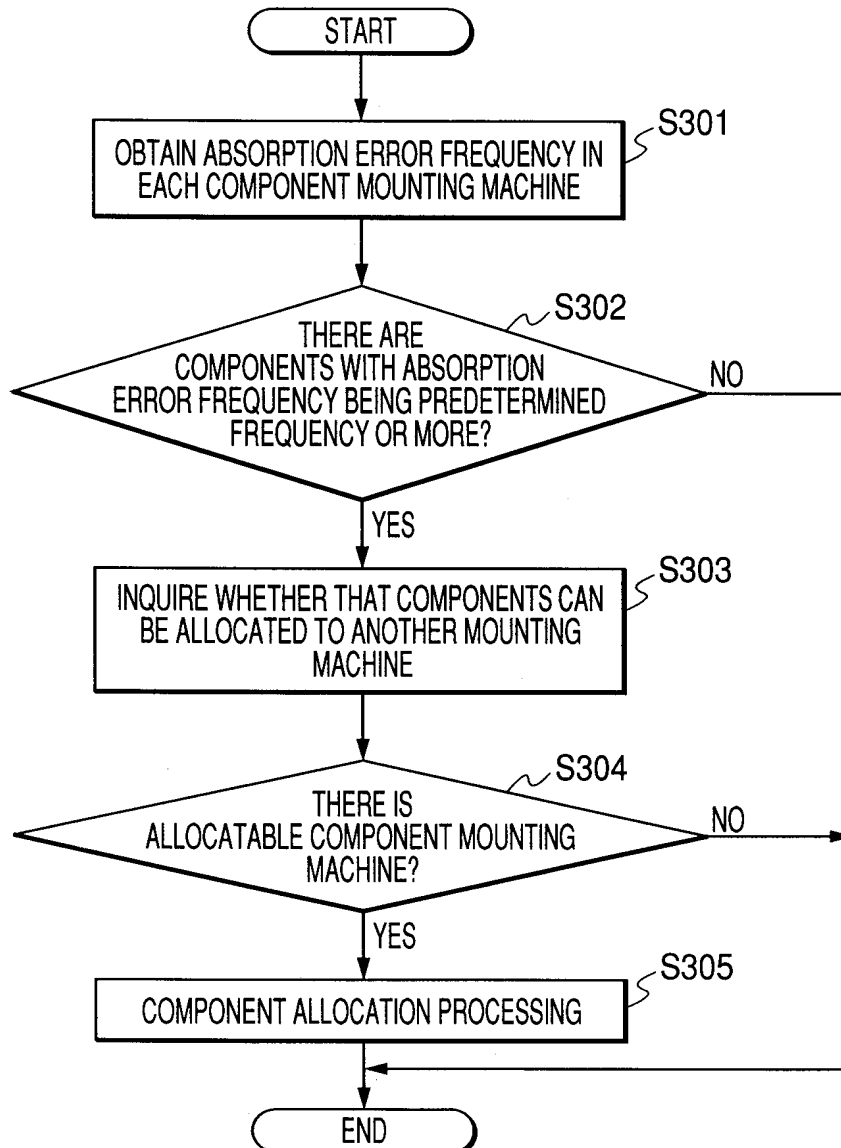 START
S301
OBTAIN ABSORPTION ERROR FREQUENCY IN
EACH COMPONENT MOUNTING MACHINE
S302
THERE ARE
COMPONENTS WITH ABSORPTION
ERROR FREQUENCY BEING PREDETERMINED
FREQUENCY OR MORE?
NO
YES
S303
INQUIRE WHETHER THAT COMPONENTS CAN
BE ALLOCATED TO ANOTHER MOUNTING
MACHINE
S304
THERE IS
ALLOCATABLE COMPONENT MOUNTING
MACHINE?
NO
YES
S305
COMPONENT ALLOCATION PROCESSING
END